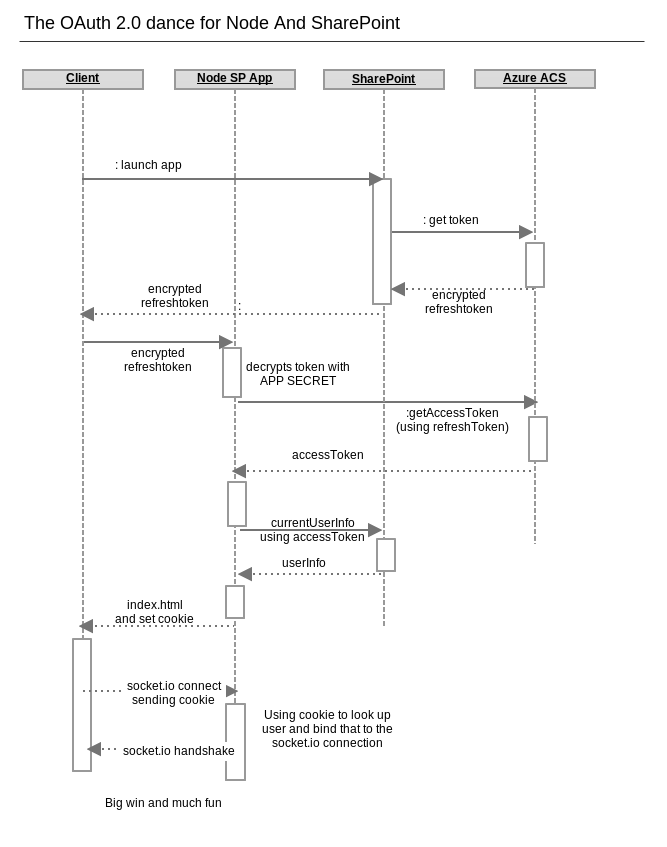 The OAuth 2.0 dance for Node And SharePoint
Client
Node SP App
SharePoint
Azure ACS
: launch app
: get token
encrypted
refreshtoken
:
encrypted
refreshtoken
encrypted
refreshtoken
decrypts token with
APP SECRET
:getAccessToken
(using refreshToken)
accessToken
currentUserInfo
using accessToken
userInfo
index.html
and set cookie
socket.io connect
sending cookie
Using cookie to look up
user and bind that to the
socket.io connection
socket.io handshake
Big win and much fun